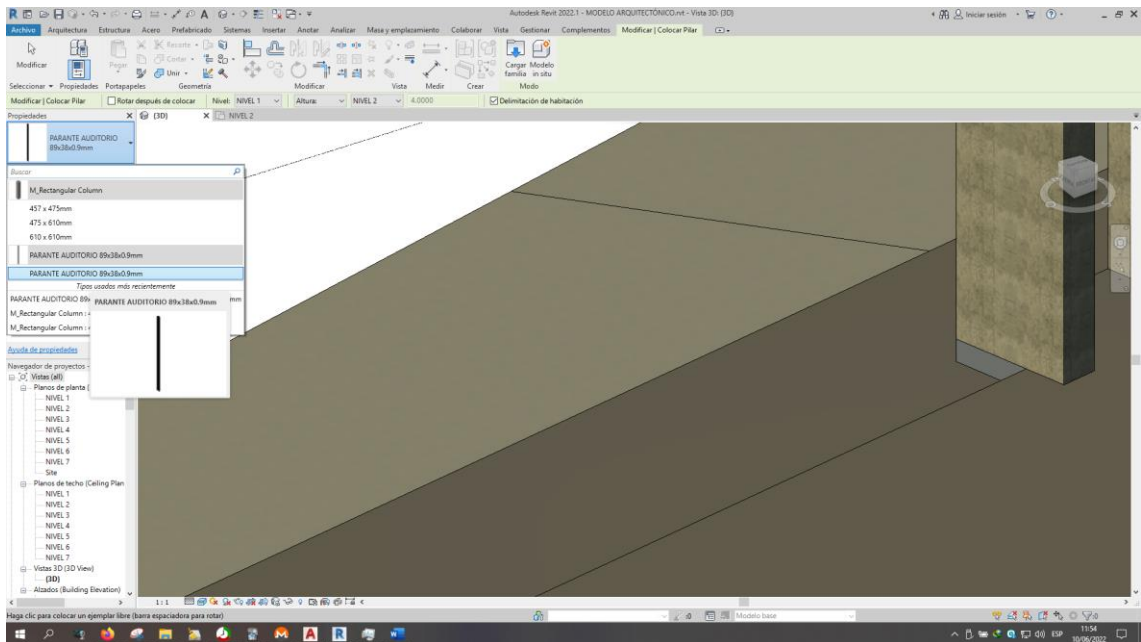 Autodesk Revit 2022.1 - MODELO ARQUITECTÓNICO.rvt - Vista 3D: {3D}
Iniciar sesión
Archivo Arquitectura Estructura Acero Prefabricado Sistemas Insertar Anotar Analizar Masa y emplazamiento Colaborar Vista Gestionar Complementos Modificar | Colocar Pilar
Modificar
Pegar
Recorte
Cortar
Unir
Cargar familia
Modelo in situ
Seleccionar Propiedades Portapapeles Geometría Modificar Vista Medir Crear Modo
Modificar | Colocar Pilar Rotar después de colocar Nivel: NIVEL 1 Altura: NIVEL 2 4.0000 Delimitación de habitación
Propiedades
{3D}
NIVEL 2
PARANTE AUDITORIO
89x38x0.9mm
Buscar
M_Rectangular Column
457 x 475mm
475 x 610mm
610 x 610mm
PARANTE AUDITORIO 89x38x0.9mm
PARANTE AUDITORIO 89x38x0.9mm
Tipos usados más recientemente
PARANTE AUDITORIO 89x
mm
PARANTE AUDITORIO 89x38x0.9mm
M_Rectangular Column :
M_Rectangular Column :
Ayuda de propiedades
Navegador de proyectos -
Vistas (all)
Planos de planta (
NIVEL 1
NIVEL 2
NIVEL 3
NIVEL 4
NIVEL 5
NIVEL 6
NIVEL 7
Site
Planos de techo (Ceiling Plan
NIVEL 1
NIVEL 2
NIVEL 3
NIVEL 4
NIVEL 5
NIVEL 6
NIVEL 7
Vistas 3D (3D View)
{3D}
Alzados (Building Elevation)
1:1
Haga clic para colocar un ejemplar libre (barra espaciadora para rotar)
:0
Modelo base
:0
ESP
11:54
10/06/2022